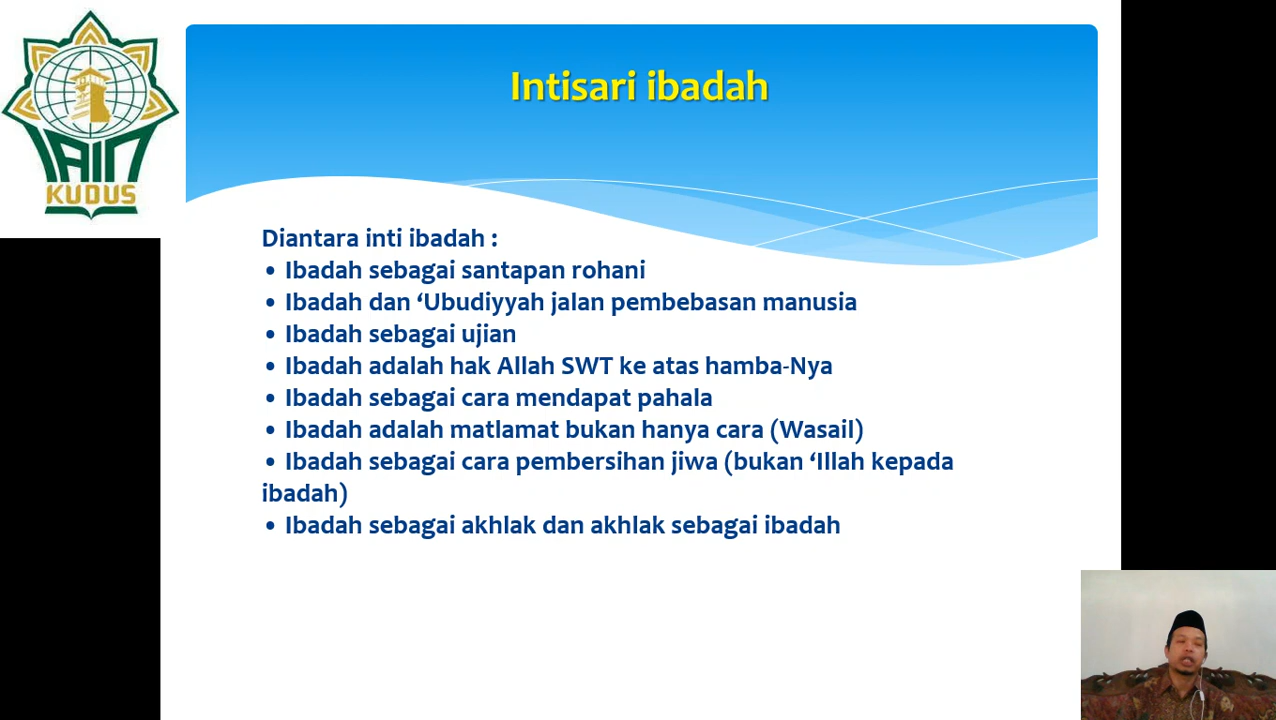 IAIN
KUDUS
Intisari ibadah
Diantara inti ibadah :
• Ibadah sebagai santapan rohani
• Ibadah dan ‘Ubudiyyah jalan pembebasan manusia
• Ibadah sebagai ujian
• Ibadah adalah hak Allah SWT ke atas hamba-Nya
• Ibadah sebagai cara mendapat pahala
• Ibadah adalah matlamat bukan hanya cara (Wasail)
• Ibadah sebagai cara pembersihan jiwa (bukan ‘Illah kepada
ibadah)
• Ibadah sebagai akhlak dan akhlak sebagai ibadah